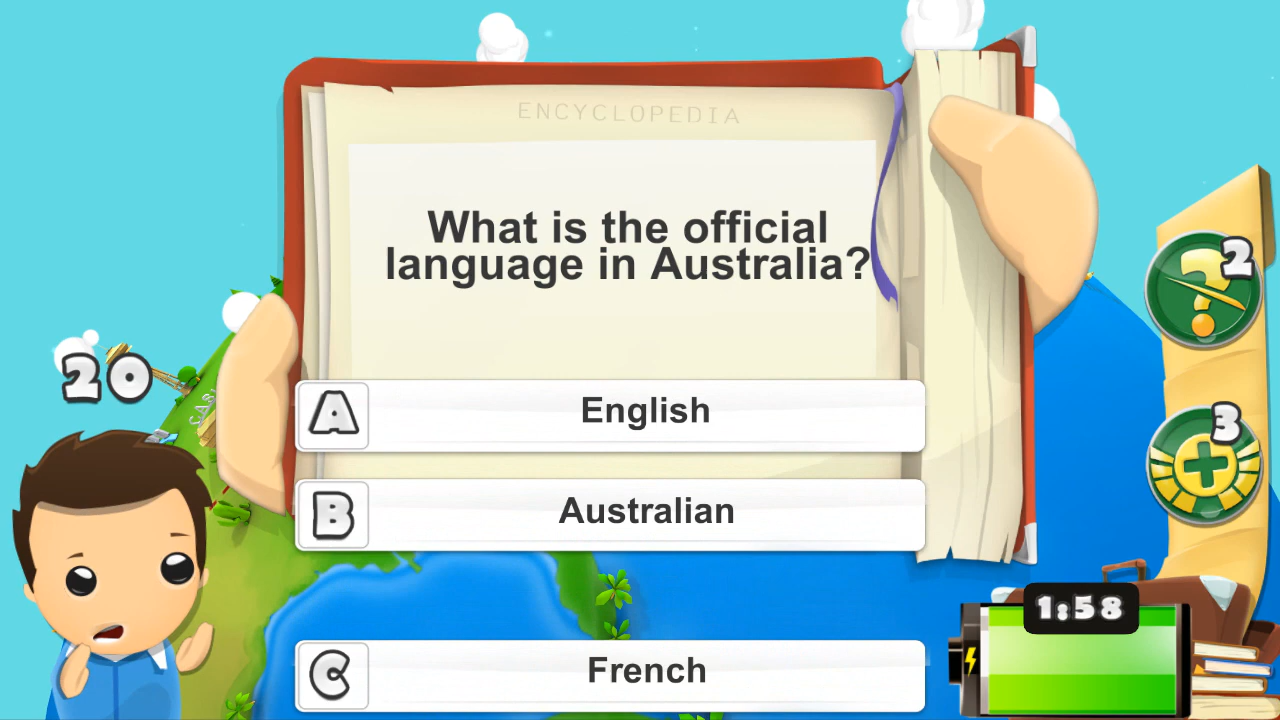 ENCYCLOPEDIA
What is the official
language in Australia?
2
20
3
A English
B Australian
1:58
C French